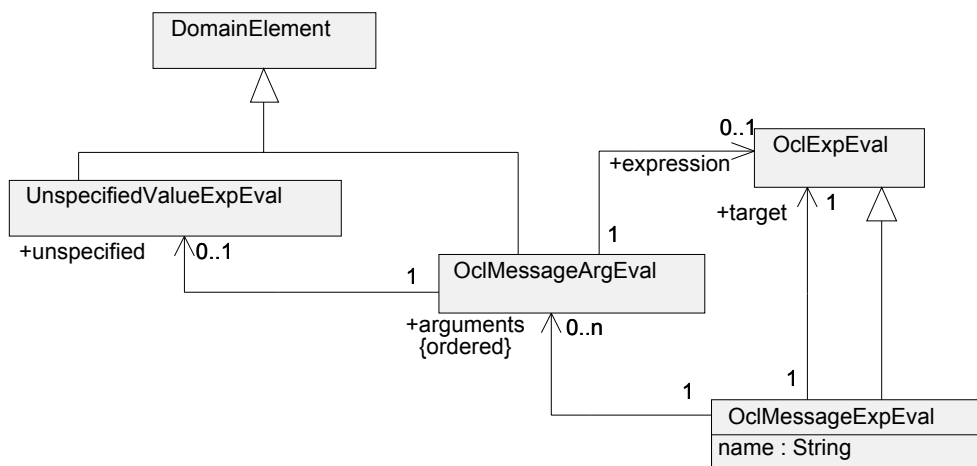 DomainElement
0..1
OclExpEval
+expression
UnspecifiedValueExpEval
+target
1
+unspecified
0..1
1
OclMessageArgEval
1
+arguments
{ordered}
0..n
1
1
OclMessageExpEval
name : String